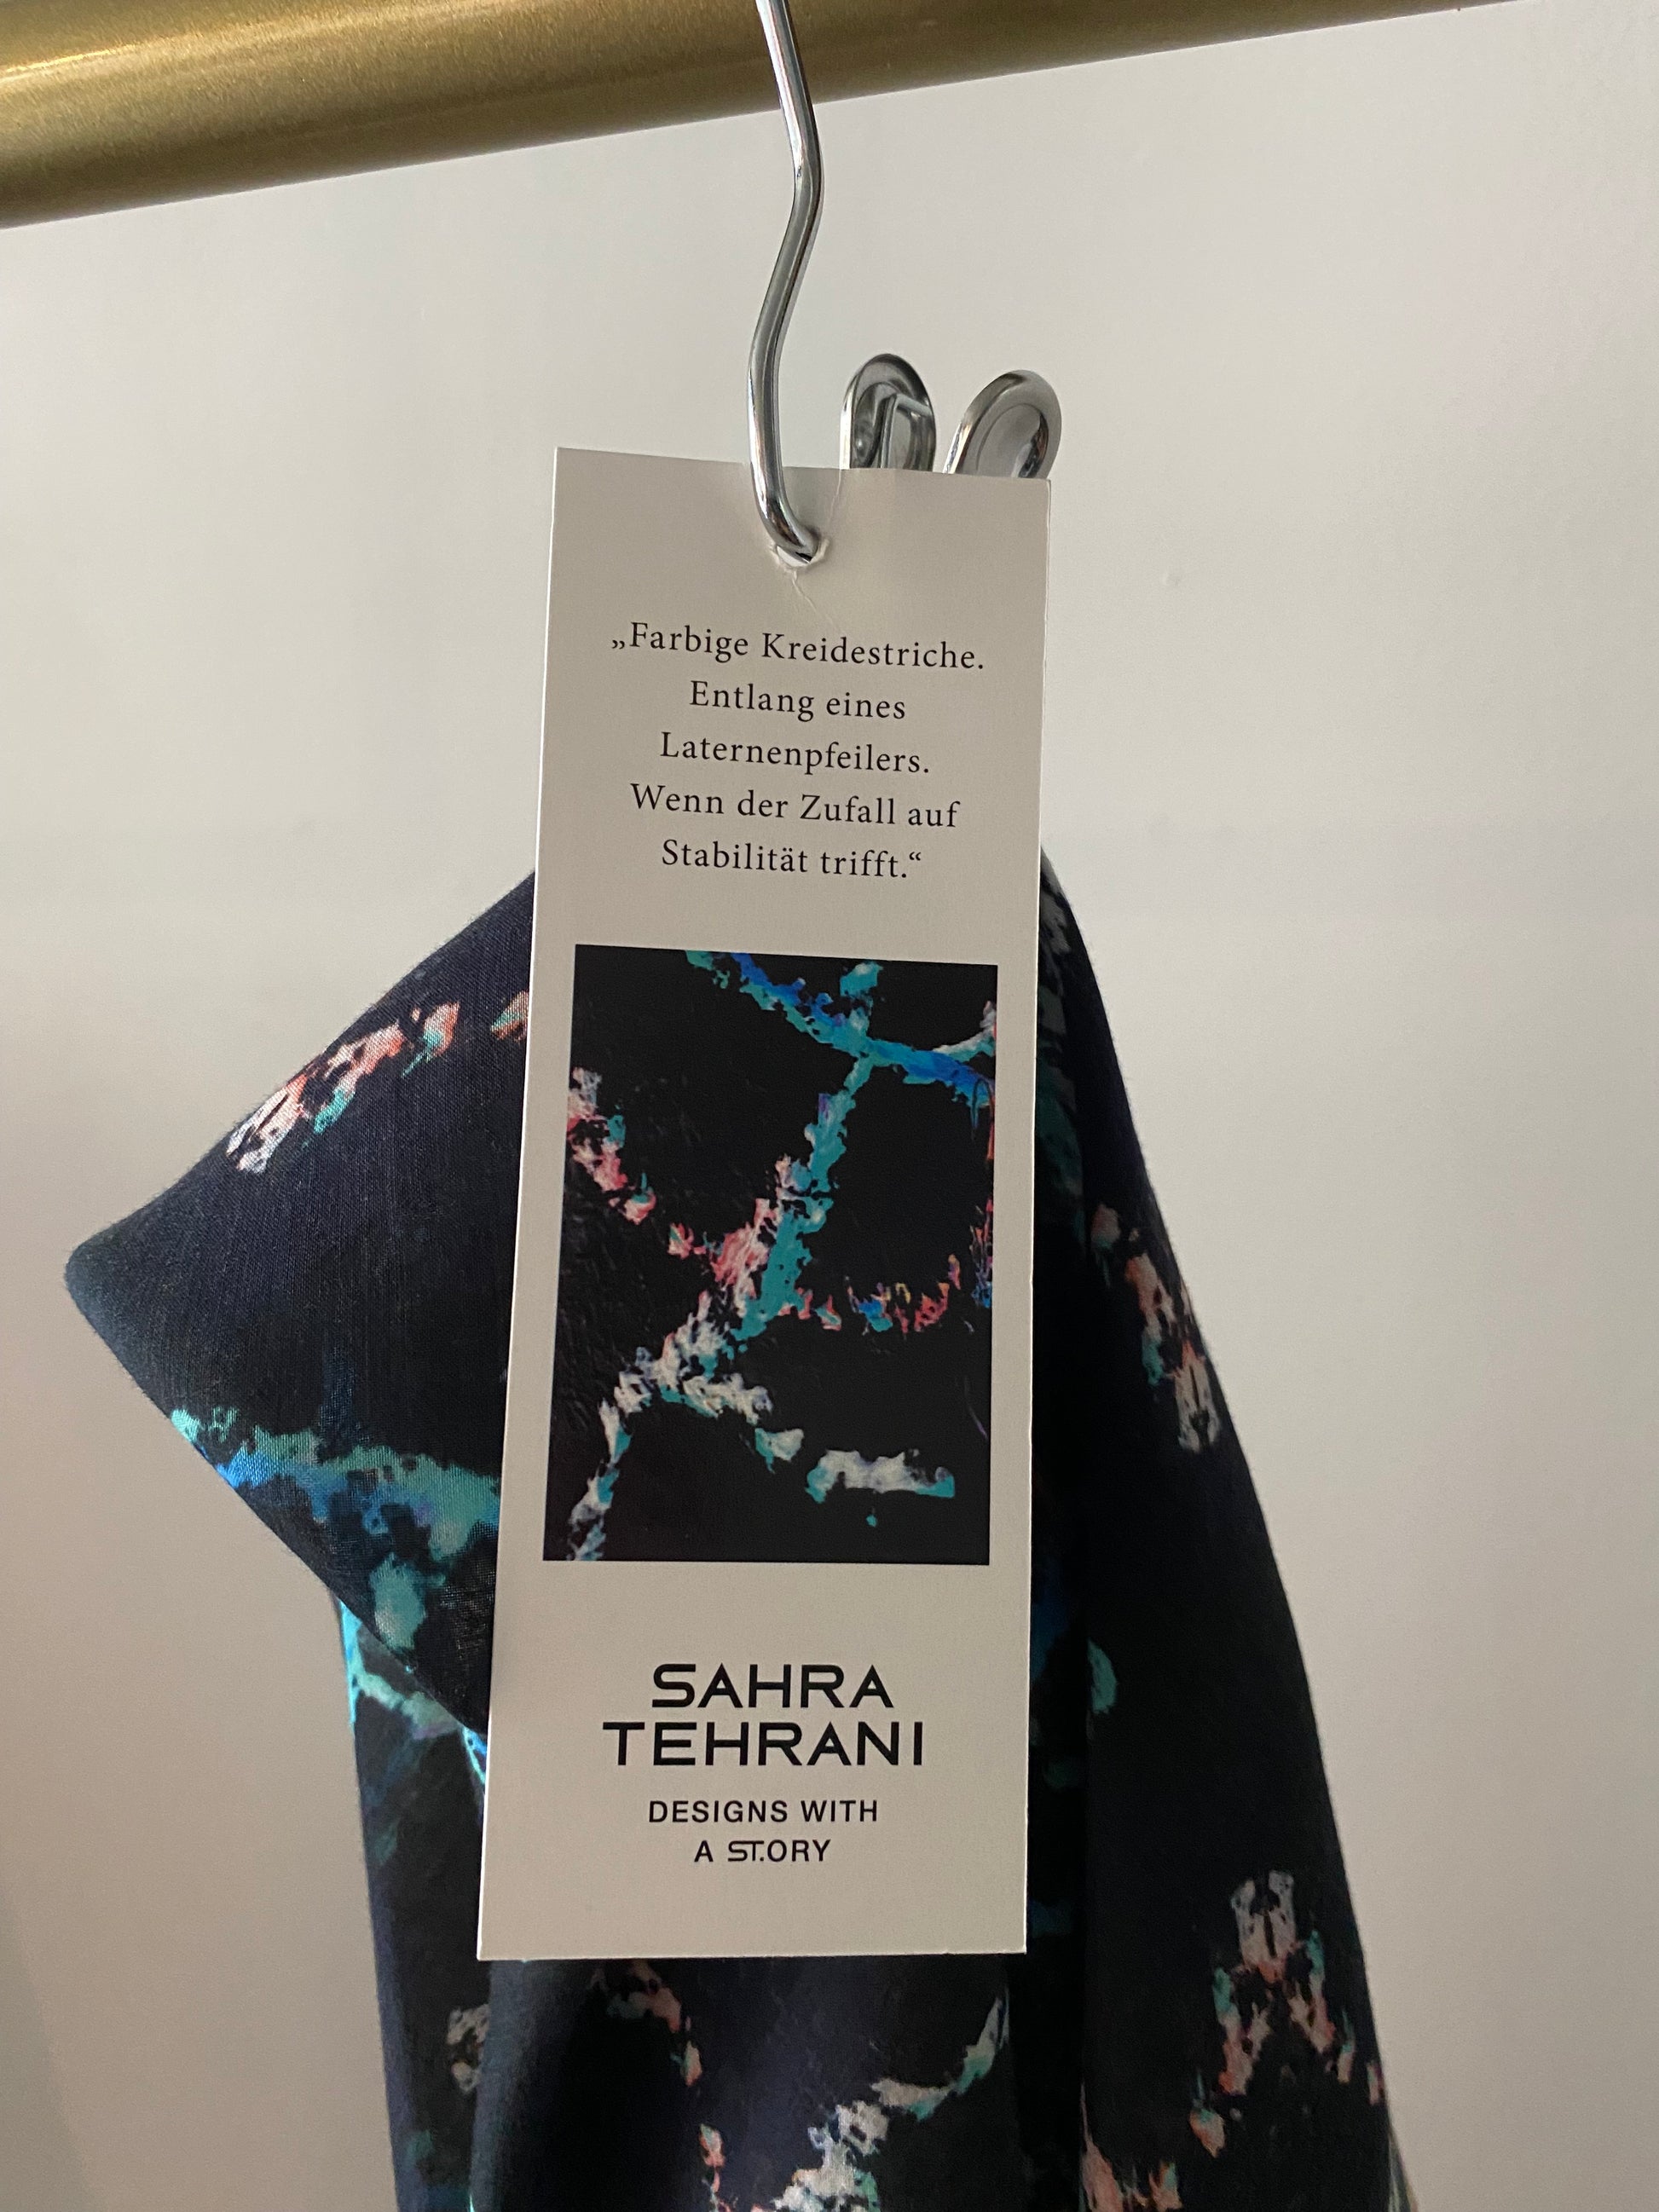 „Farbige Kreidestriche.
Entlang eines
Laternenpfeilers.
Wenn der Zufall auf
Stabilität trifft.“
SAHRA
TEHRANI
DESIGNS WITH
A ST.ORY